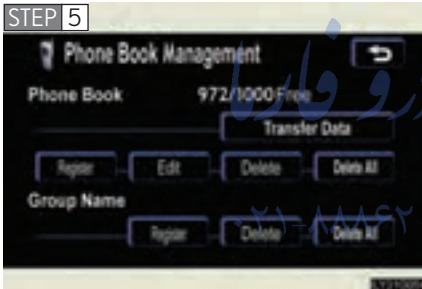 STEP 5
Phone Book Management
Phone Book 972/1000 Free
Transfer Data
Register Edit Delete Delete All
Group Name
Register Delete Delete All